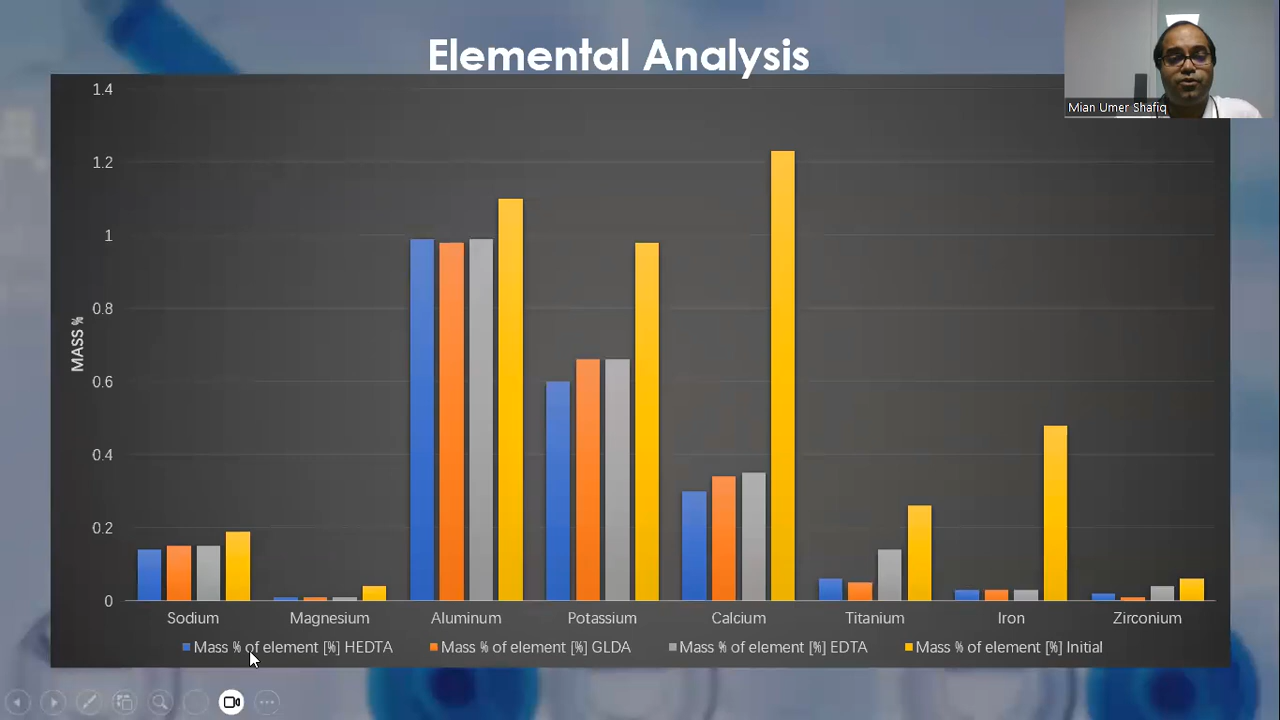 Elemental Analysis
Mian Umer Shafiq
1.4
1.2
1
0.8
0.6
0.4
0.2
0
MASS %
Sodium Magnesium Aluminum Potassium Calcium Titanium Iron Zirconium
Mass % of element [%] HEDTA Mass % of element [%] GLDA Mass % of element [%] EDTA Mass % of element [%] Initial